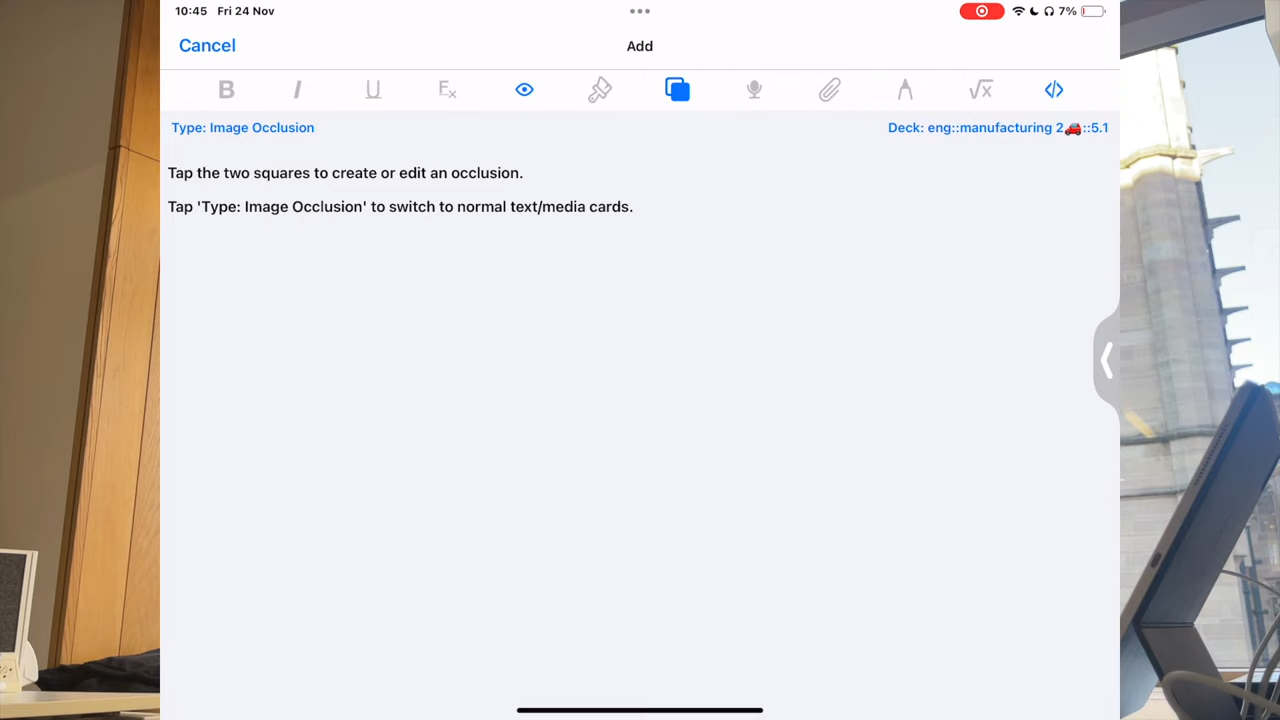 10:45 Fri 24 Nov
7%
Cancel
Add
B I U Ex √x </>
Type: Image Occlusion
Deck: eng::manufacturing 2🚗::5.1
Tap the two squares to create or edit an occlusion.
Tap 'Type: Image Occlusion' to switch to normal text/media cards.